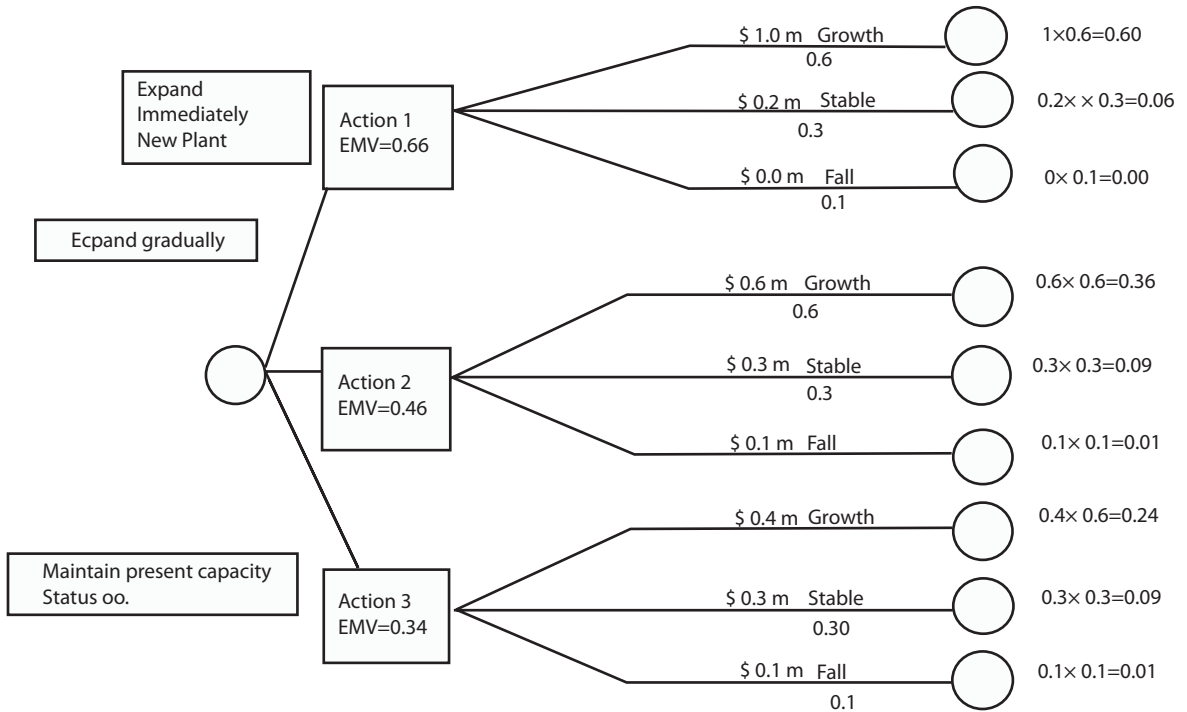 $ 1.0 m Growth
0.6
1×0.6=0.60
Expand
Immediately
New Plant
Action 1
EMV=0.66
$ 0.2 m Stable
0.3
0.2× × 0.3=0.06
$ 0.0 m Fall
0.1
0× 0.1=0.00
Ecpand gradually
$ 0.6 m Growth
0.6
0.6× 0.6=0.36
Action 2
EMV=0.46
$ 0.3 m Stable
0.3
0.3× 0.3=0.09
$ 0.1 m Fall
0.1× 0.1=0.01
$ 0.4 m Growth
0.4× 0.6=0.24
Maintain present capacity
Status oo.
Action 3
EMV=0.34
$ 0.3 m Stable
0.30
0.3× 0.3=0.09
$ 0.1 m Fall
0.1
0.1× 0.1=0.01